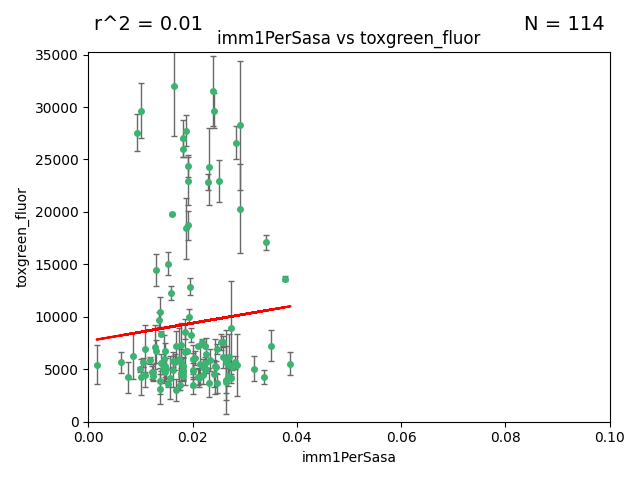 r^2 = 0.01
N = 114
imm1PerSasa vs toxgreen_fluor
toxgreen_fluor
35000
30000
25000
20000
15000
10000
5000
0
0.00
0.02
0.04
0.06
0.08
0.10
imm1PerSasa